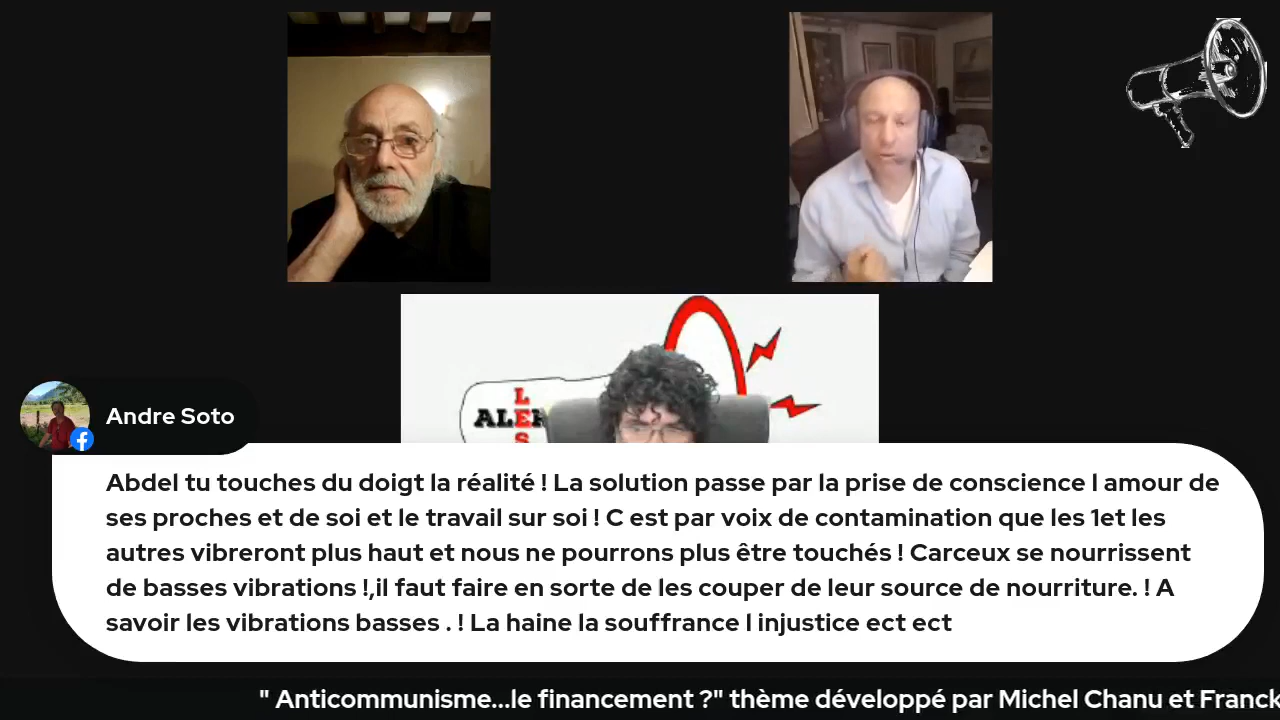 ALER
LES
Andre Soto
Abdel tu touches du doigt la réalité ! La solution passe par la prise de conscience l amour de
ses proches et de soi et le travail sur soi ! C est par voix de contamination que les 1et les
autres vibreront plus haut et nous ne pourrons plus être touchés ! Carceux se nourrissent
de basses vibrations !,il faut faire en sorte de les couper de leur source de nourriture. ! A
savoir les vibrations basses . ! La haine la souffrance l injustice ect ect
" Anticommunisme...le financement ?" thème développé par Michel Chanu et Franck